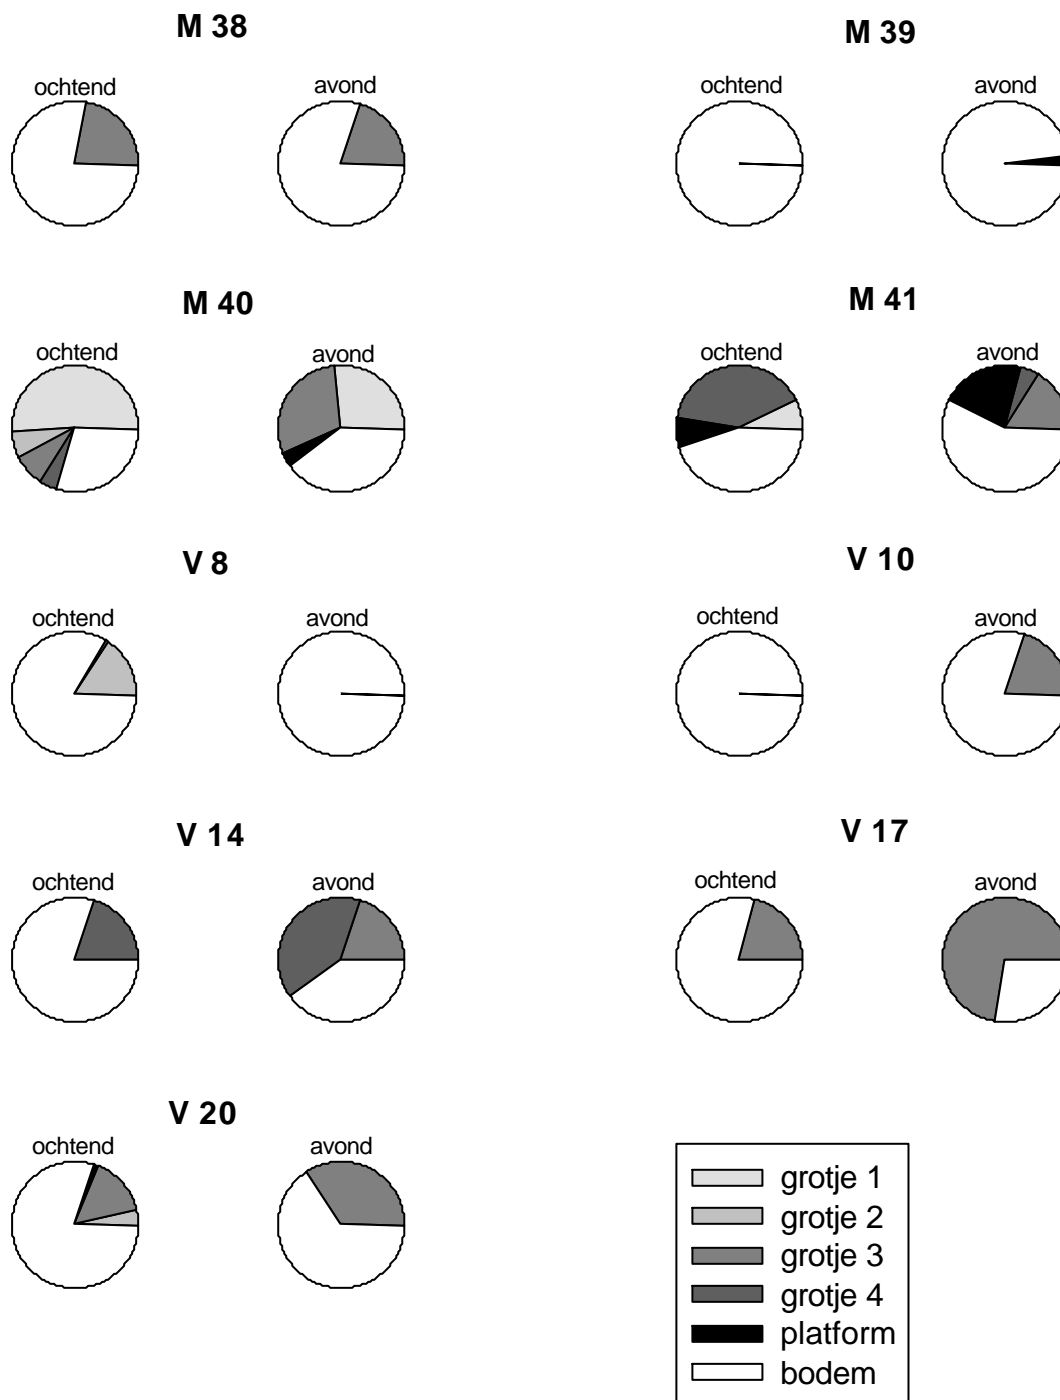 M 38
ochtend
avond
M 39
ochtend
avond
M 40
ochtend
avond
M 41
ochtend
avond
V 8
ochtend
avond
V 10
ochtend
avond
V 14
ochtend
avond
V 17
ochtend
avond
V 20
ochtend
avond
grotje 1
grotje 2
grotje 3
grotje 4
platform
bodem